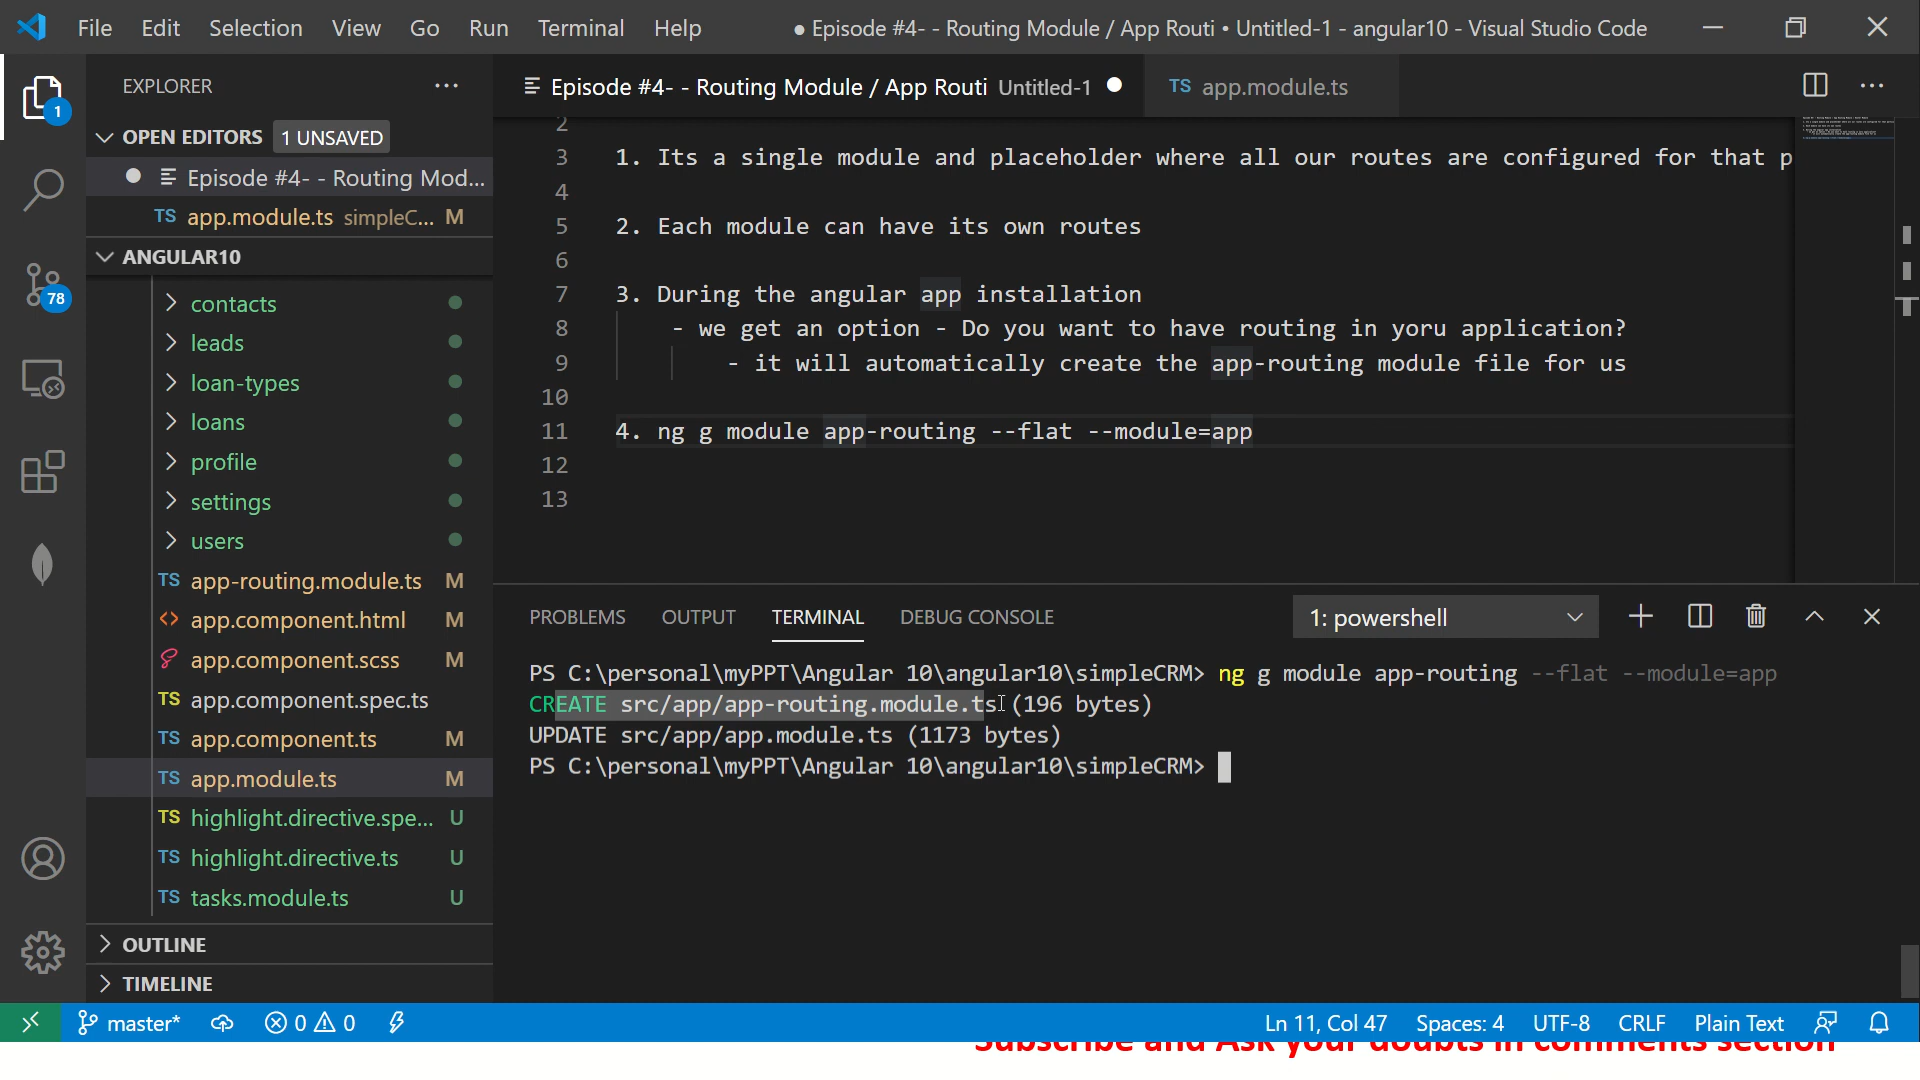 File Edit Selection View Go Run Terminal Help
● Episode #4- - Routing Module / App Routi • Untitled-1 - angular10 - Visual Studio Code
EXPLORER
Episode #4- - Routing Module / App Routi Untitled-1
TS app.module.ts
1
OPEN EDITORS 1 UNSAVED
Episode #4- - Routing Mod...
TS app.module.ts simpleC... M
ANGULAR10
78
contacts
leads
loan-types
loans
profile
settings
users
TS app-routing.module.ts M
<> app.component.html M
app.component.scss M
TS app.component.spec.ts
TS app.component.ts M
TS app.module.ts M
TS highlight.directive.spe... U
TS highlight.directive.ts U
TS tasks.module.ts U
OUTLINE
TIMELINE
2
3 1. Its a single module and placeholder where all our routes are configured for that p
4
5 2. Each module can have its own routes
6
7 3. During the angular app installation
8 - we get an option - Do you want to have routing in yoru application?
9 - it will automatically create the app-routing module file for us
10
11 4. ng g module app-routing --flat --module=app
12
13
PROBLEMS OUTPUT TERMINAL DEBUG CONSOLE 1: powershell
PS C:\personal\myPPT\Angular 10\angular10\simpleCRM> ng g module app-routing --flat --module=app
CREATE src/app/app-routing.module.ts (196 bytes)
UPDATE src/app/app.module.ts (1173 bytes)
PS C:\personal\myPPT\Angular 10\angular10\simpleCRM>
master* 0 0 Ln 11, Col 47 Spaces: 4 UTF-8 CRLF Plain Text
Subscribe and Ask your doubts in comments section